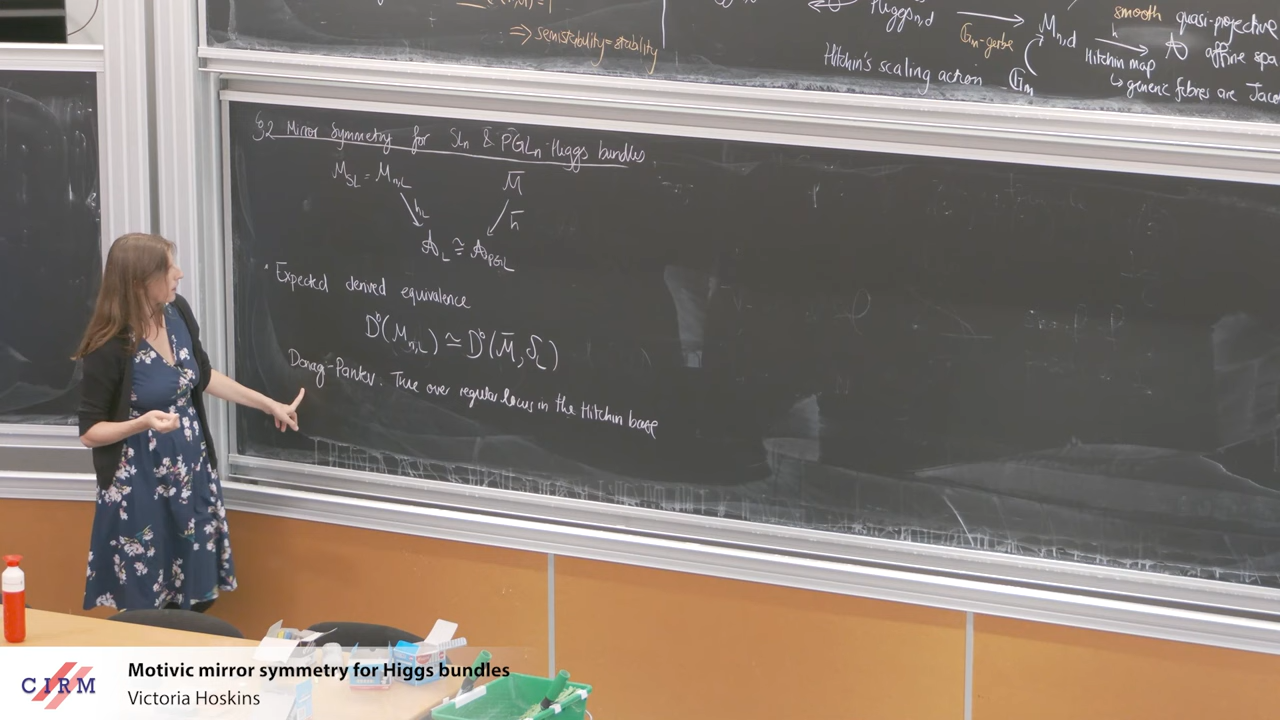 ⇒ semistability = stability
Higgs n,d → M n,d → A
G_m-gerbe
h
smooth quasi-projective
Hitchin map
affine spa
Hitchin's scaling action G_m
↳ generic fibres are Jaco
§2 Mirror symmetry for SL_n & PGL_n-Higgs bundles
M_SL = M_n,L
M̄
h_L
h̄
A_L ≅ A_PGL
• Expected derived equivalence
D^b(M_n,L) ≃ D^b(M̄, δ_L)
Donagi-Pantev. True over regular locus in the Hitchin base
CIRM
Motivic mirror symmetry for Higgs bundles
Victoria Hoskins